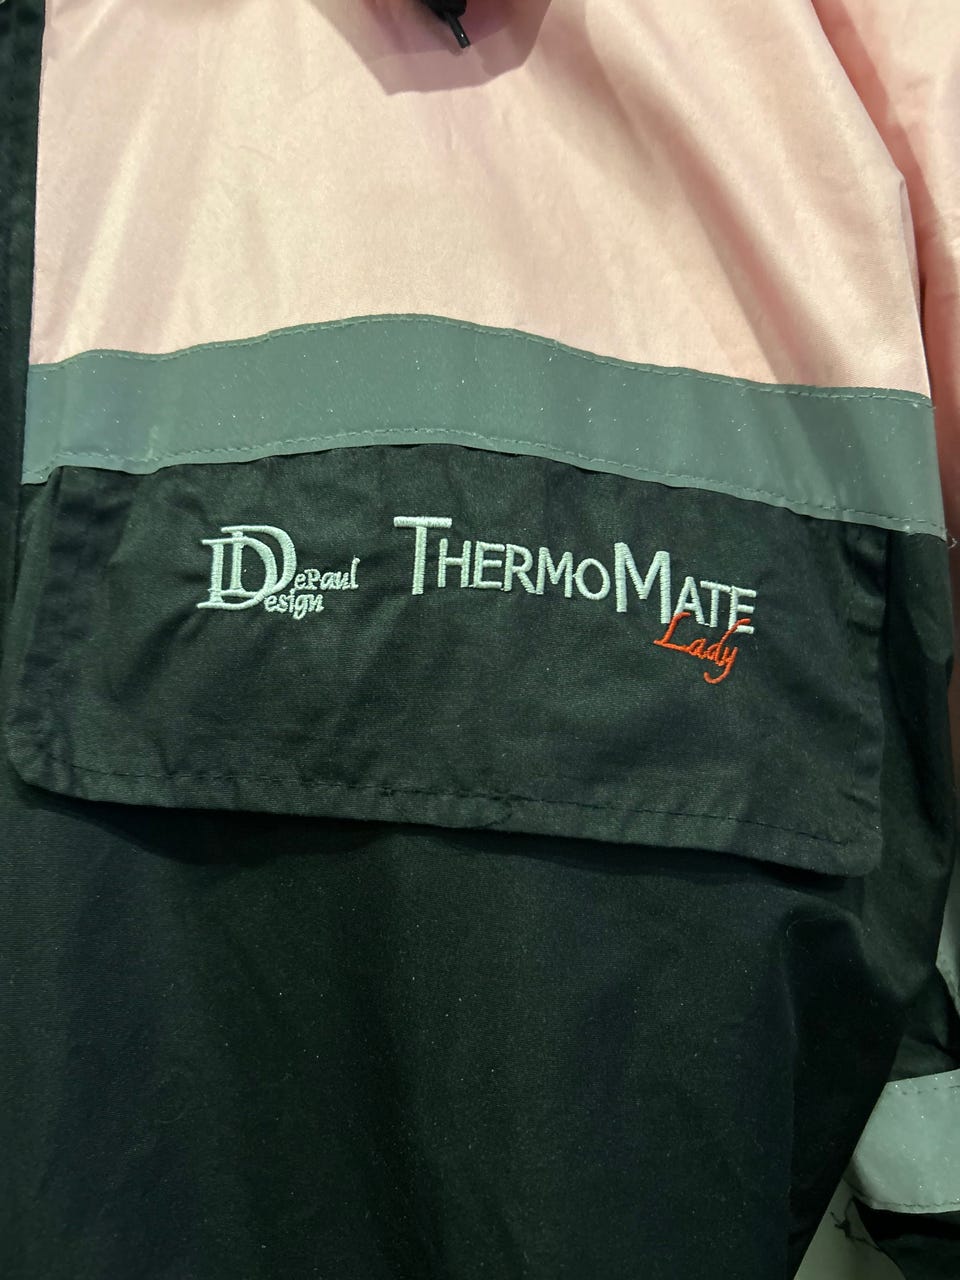 DePaul
Design
THERMOMATE
Lady